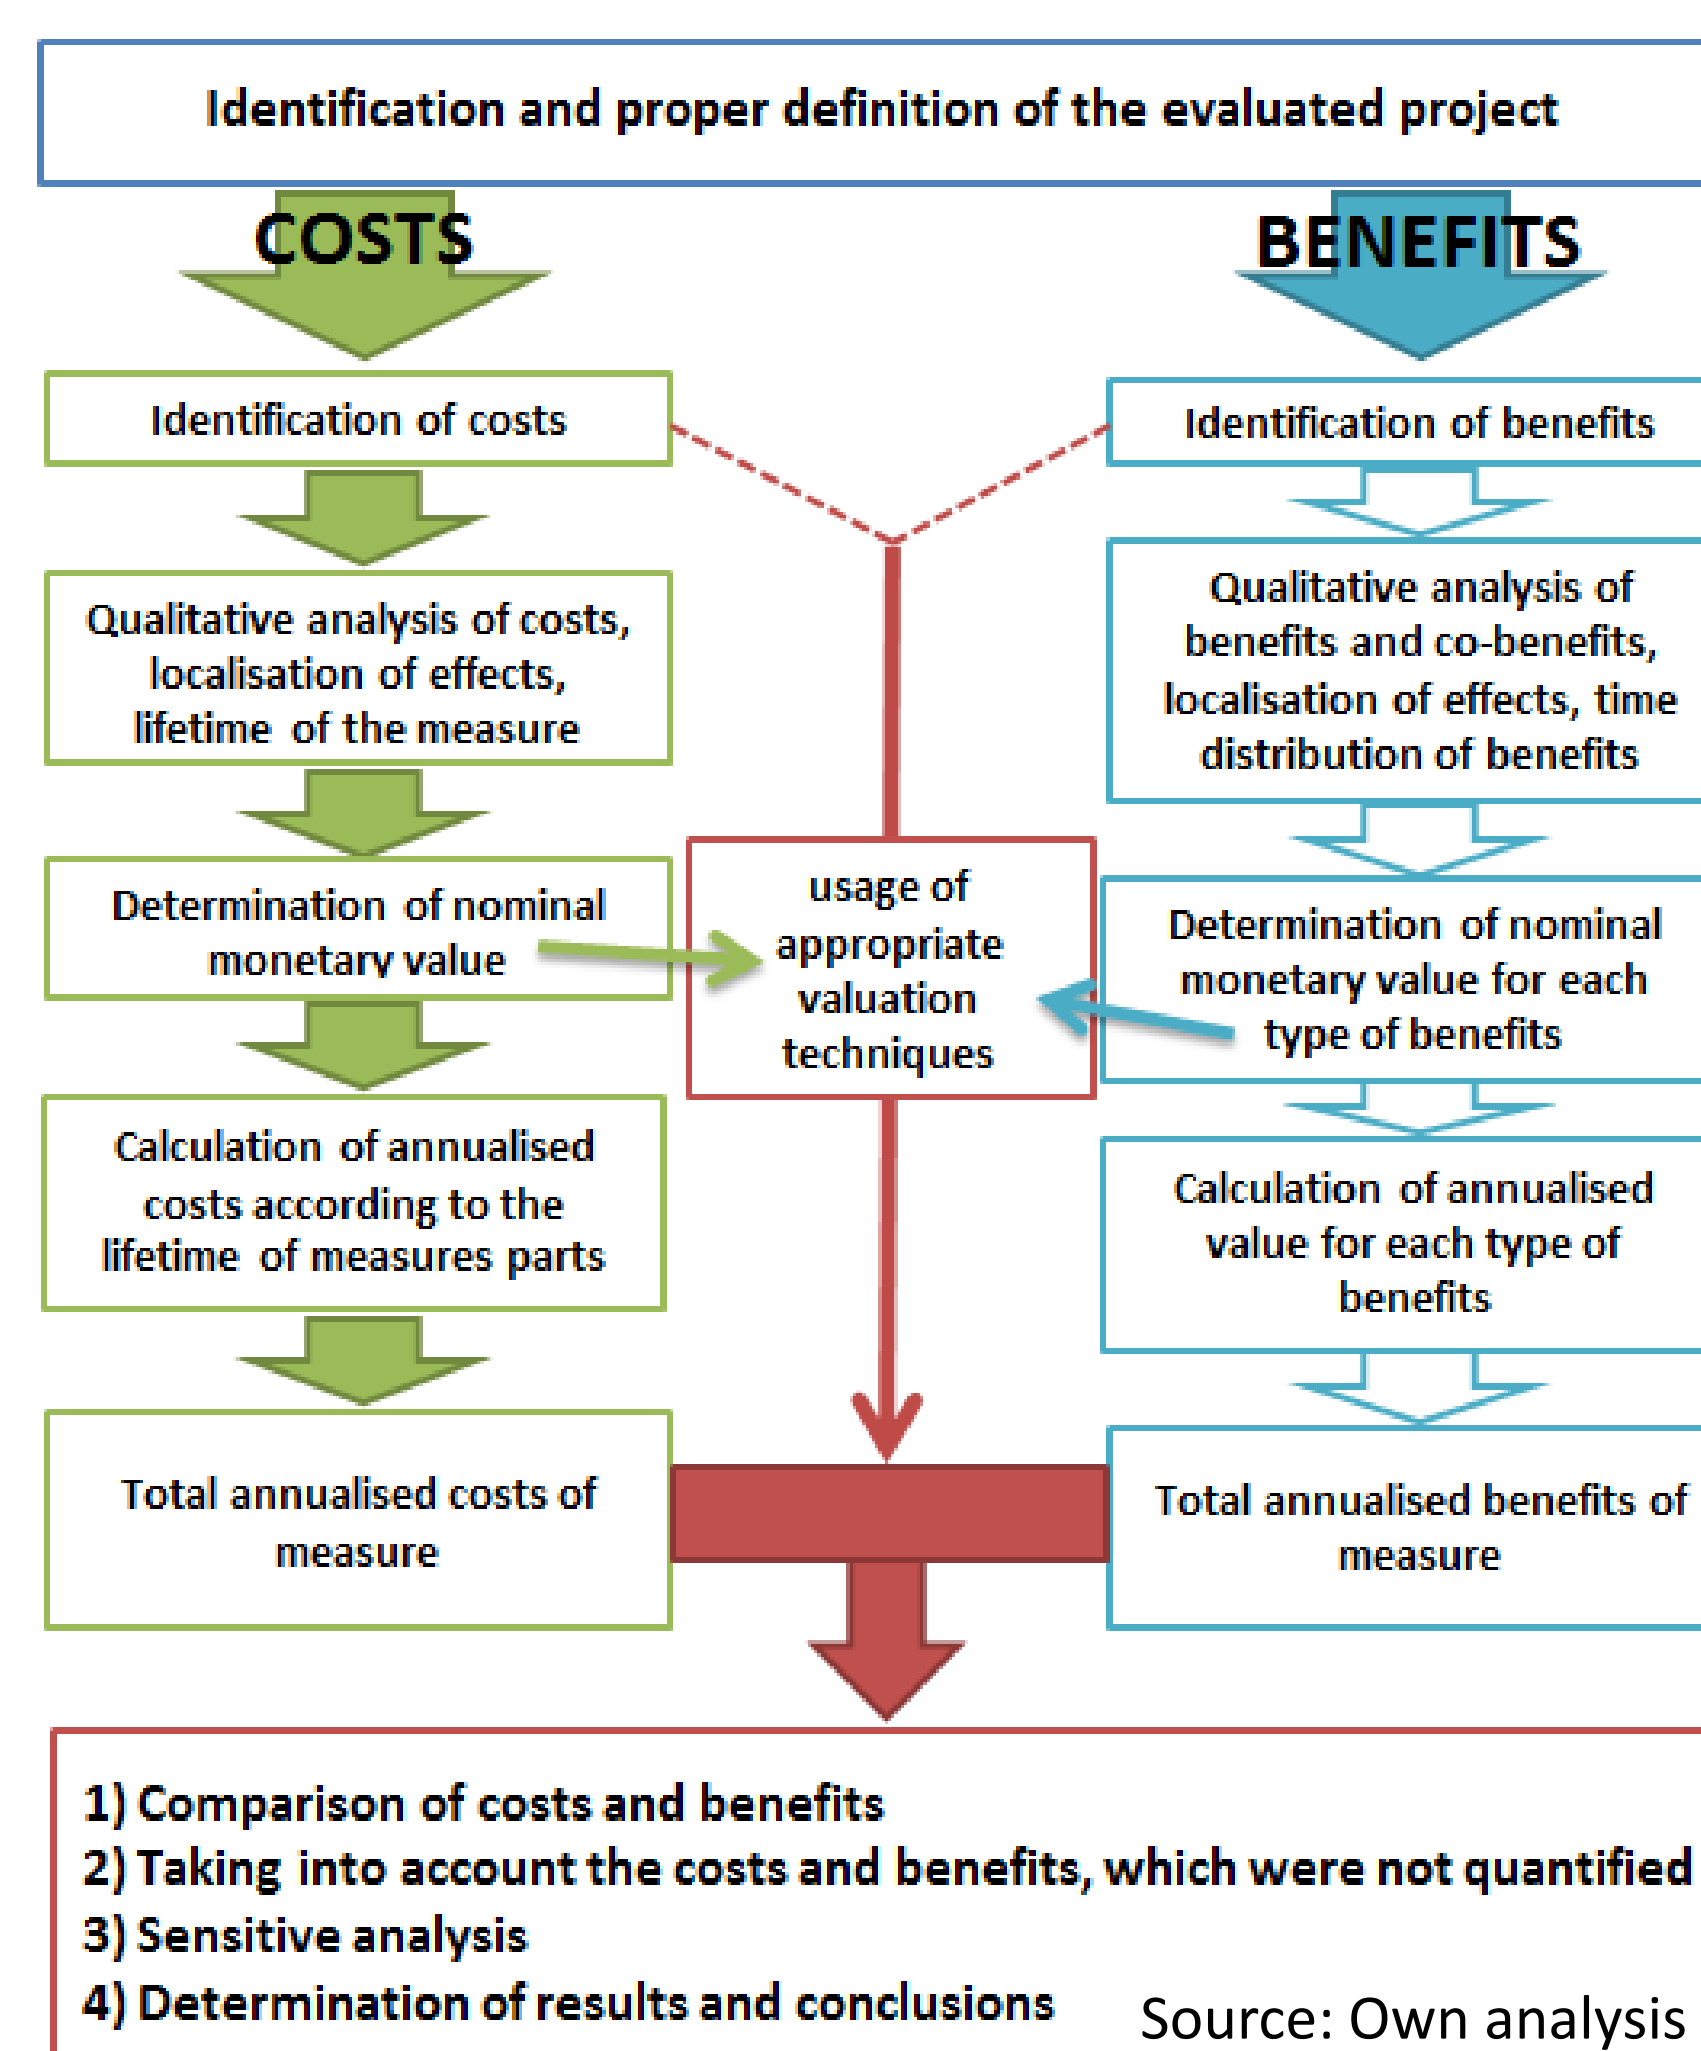 Identification and proper definition of the evaluated project
COSTS
BENEFITS
Identification of costs
Identification of benefits
Qualitative analysis of costs,
localisation of effects,
lifetime of the measure
Qualitative analysis of
benefits and co-benefits,
localisation of effects, time
distribution of benefits
Determination of nominal
monetary value
usage of
appropriate
valuation
techniques
Determination of nominal
monetary value for each
type of benefits
Calculation of annualised
costs according to the
lifetime of measures parts
Calculation of annualised
value for each type of
benefits
Total annualised costs of
measure
Total annualised benefits of
measure
1) Comparison of costs and benefits
2) Taking into account the costs and benefits, which were not quantified
3) Sensitive analysis
4) Determination of results and conclusions
Source: Own analysis